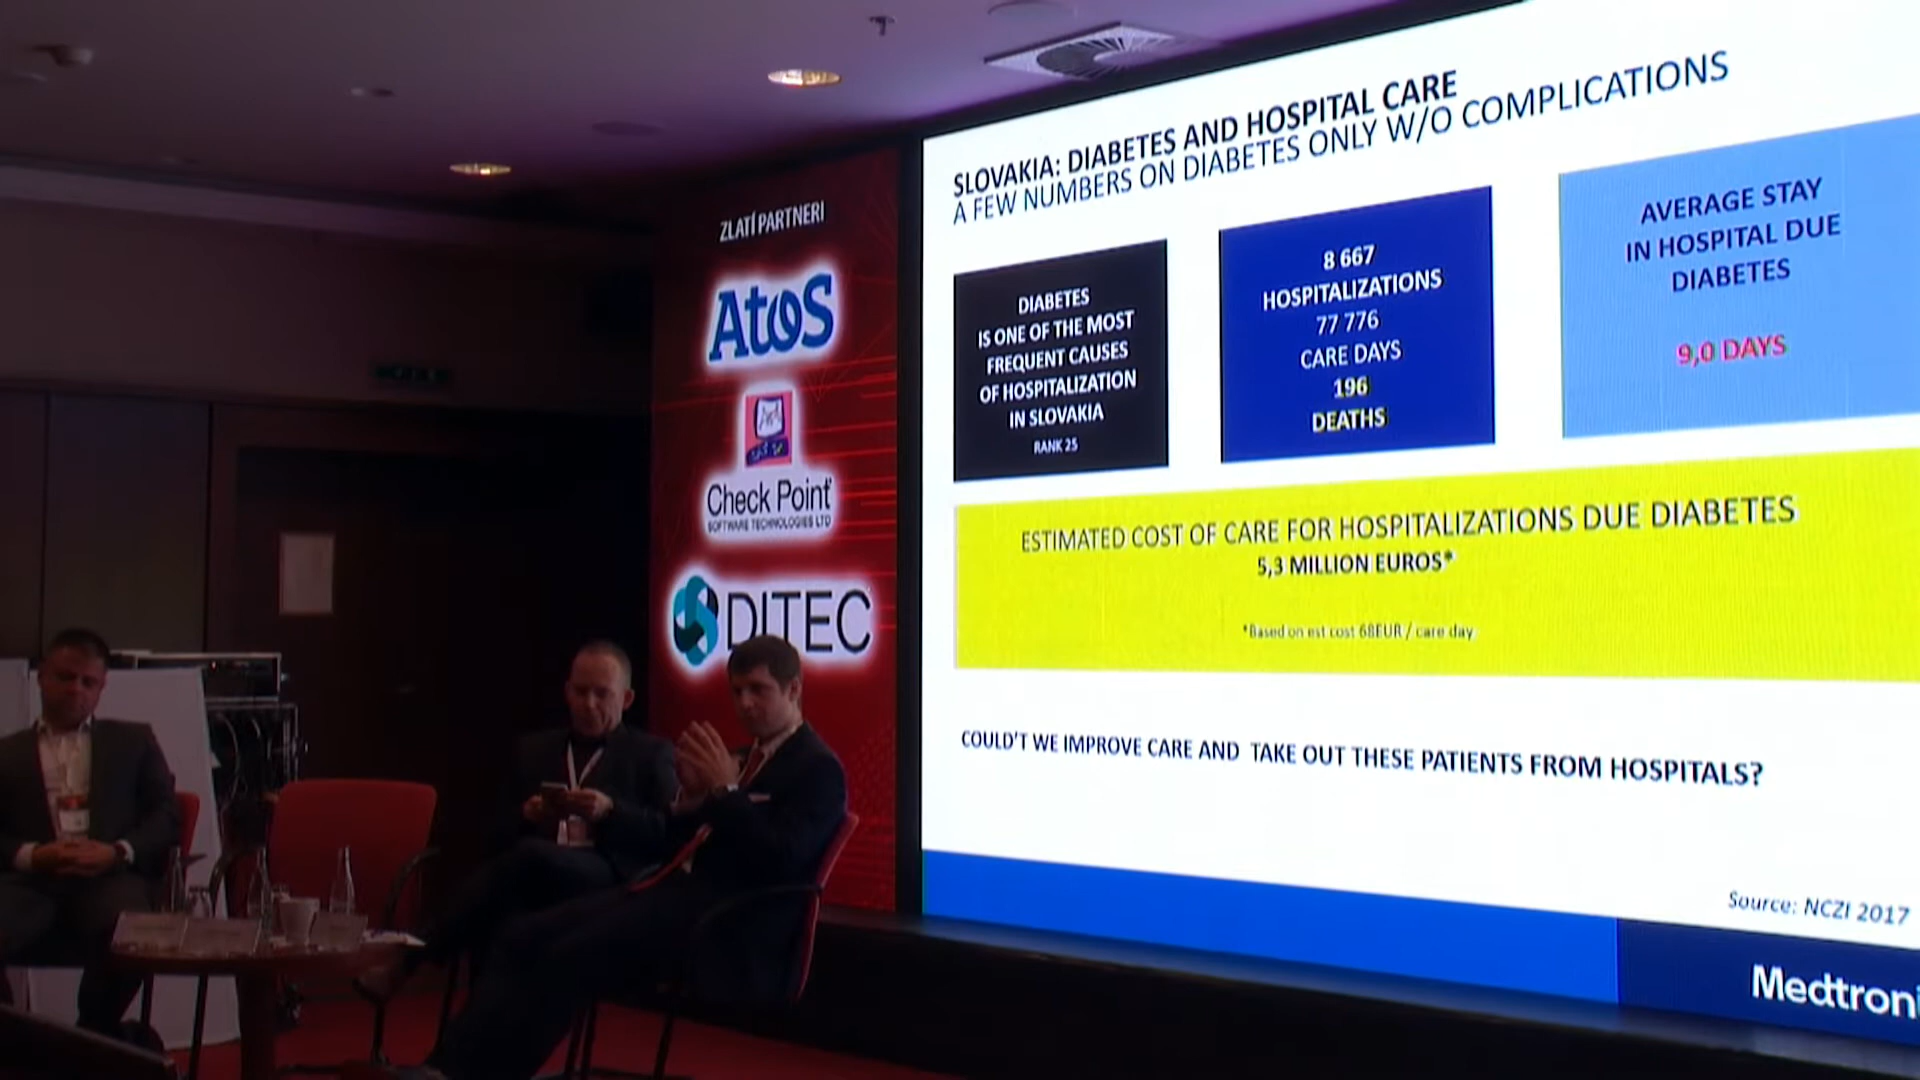 ZLATÍ PARTNERI
Atos
Check Point
SOFTWARE TECHNOLOGIES LTD
DITEC
SLOVAKIA: DIABETES AND HOSPITAL CARE
A FEW NUMBERS ON DIABETES ONLY W/O COMPLICATIONS
DIABETES
IS ONE OF THE MOST
FREQUENT CAUSES
OF HOSPITALIZATION
IN SLOVAKIA
RANK 25
8 667
HOSPITALIZATIONS
77 776
CARE DAYS
196
DEATHS
AVERAGE STAY
IN HOSPITAL DUE
DIABETES
9,0 DAYS
ESTIMATED COST OF CARE FOR HOSPITALIZATIONS DUE DIABETES
5,3 MILLION EUROS*
*Based on est cost 68EUR / care day
COULD'T WE IMPROVE CARE AND TAKE OUT THESE PATIENTS FROM HOSPITALS?
Source: NCZI 2017
Medtroni